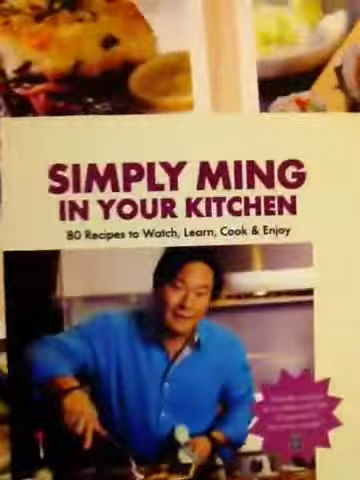 SIMPLY MING
IN YOUR KITCHEN
80 Recipes to Watch, Learn, Cook & Enjoy